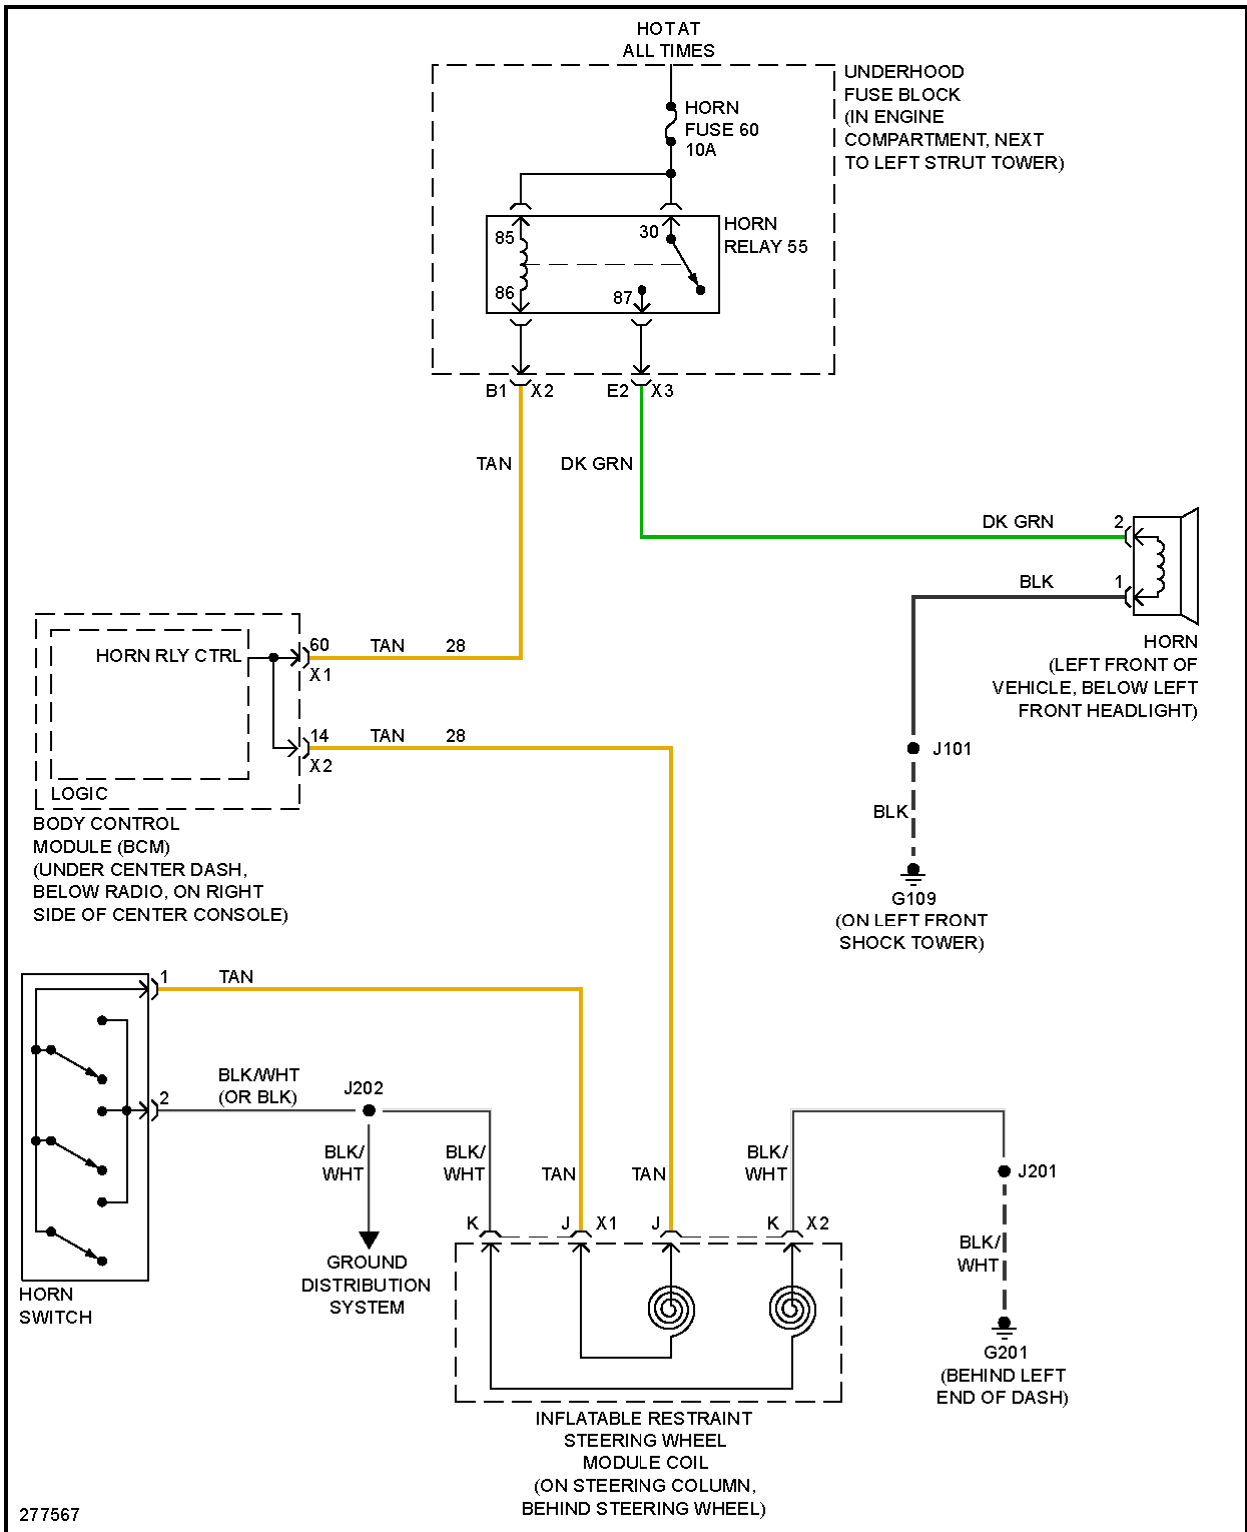 HOT AT
ALL TIMES
UNDERHOOD
FUSE BLOCK
(IN ENGINE
COMPARTMENT, NEXT
TO LEFT STRUT TOWER)
HORN
FUSE 60
10A
HORN
RELAY 55
85
30
86
87
B1
X2
E2
X3
TAN
DK GRN
DK GRN
2
BLK
1
HORN
(LEFT FRONT OF
VEHICLE, BELOW LEFT
FRONT HEADLIGHT)
HORN RLY CTRL
60
TAN
28
X1
14
TAN
28
X2
LOGIC
BODY CONTROL
MODULE (BCM)
(UNDER CENTER DASH,
BELOW RADIO, ON RIGHT
SIDE OF CENTER CONSOLE)
J101
BLK
G109
(ON LEFT FRONT
SHOCK TOWER)
1
TAN
2
BLK/WHT
(OR BLK)
J202
BLK/
WHT
BLK/
WHT
TAN
TAN
BLK/
WHT
J201
K
J
X1
J
K
X2
BLK/
WHT
GROUND
DISTRIBUTION
SYSTEM
HORN
SWITCH
G201
(BEHIND LEFT
END OF DASH)
INFLATABLE RESTRAINT
STEERING WHEEL
MODULE COIL
(ON STEERING COLUMN,
BEHIND STEERING WHEEL)
277567